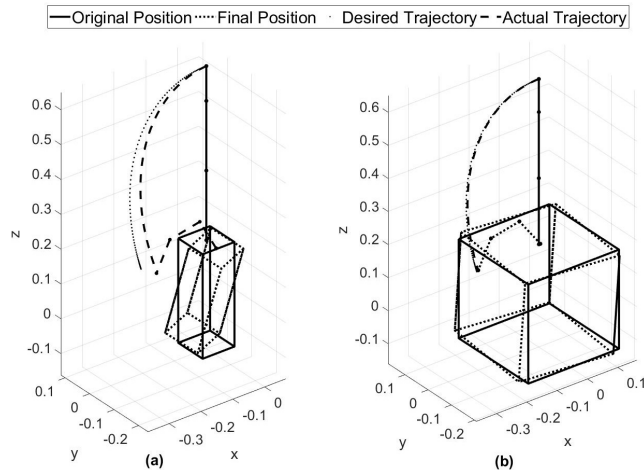 Original Position Final Position Desired Trajectory Actual Trajectory
0.6 0.6
0.5 0.5
0.4 0.4
0.3 0.3
z z
0.2 0.2
0.1 0.1
0 0
-0.1 -0.1
0.1 0.1
0 0 0.1
-0.1 0 -0.1 0
-0.2 -0.1 -0.2 -0.1
-0.2 -0.2
-0.3 -0.3
y x y x
(a) (b)